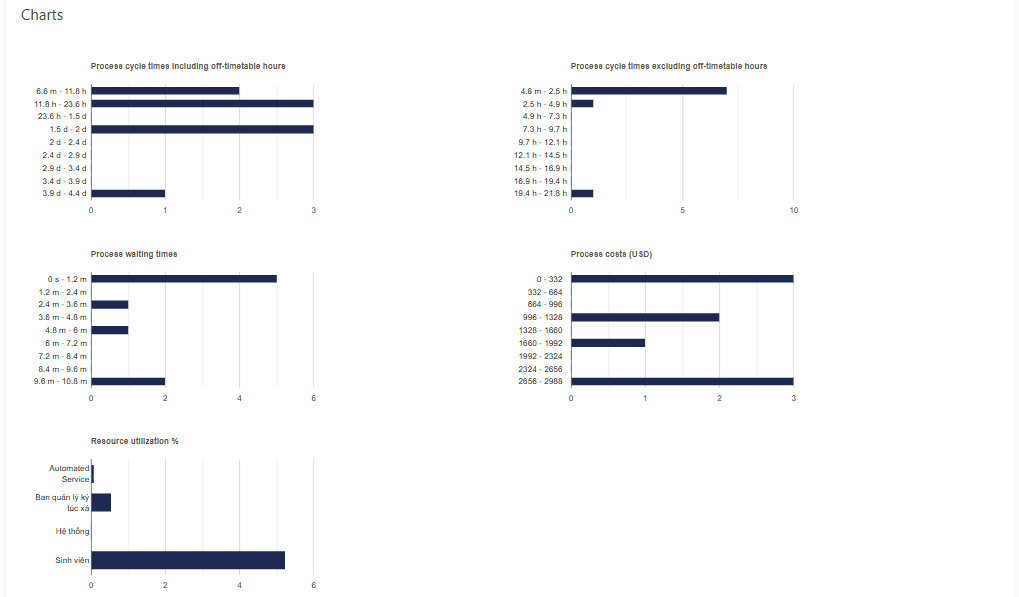 Charts
Process cycle times including off-timetable hours
6.6 m - 11.8 h
11.8 h - 23.6 h
23.6 h - 1.5 d
1.5 d - 2 d
2 d - 2.4 d
2.4 d - 2.9 d
2.9 d - 3.4 d
3.4 d - 3.9 d
3.9 d - 4.4 d
0 1 2 3
Process cycle times excluding off-timetable hours
4.8 m - 2.5 h
2.5 h - 4.9 h
4.9 h - 7.3 h
7.3 h - 9.7 h
9.7 h - 12.1 h
12.1 h - 14.5 h
14.5 h - 16.9 h
16.9 h - 19.4 h
19.4 h - 21.8 h
0 5 10
Process waiting times
0 s - 1.2 m
1.2 m - 2.4 m
2.4 m - 3.6 m
3.6 m - 4.8 m
4.8 m - 6 m
6 m - 7.2 m
7.2 m - 8.4 m
8.4 m - 9.6 m
9.6 m - 10.8 m
0 2 4 6
Process costs (USD)
0 - 332
332 - 664
664 - 996
996 - 1328
1328 - 1660
1660 - 1992
1992 - 2324
2324 - 2656
2656 - 2988
0 1 2 3
Resource utilization %
Automated
Service
Ban quản lý ký
túc xá
Hệ thống
Sinh viên
0 2 4 6